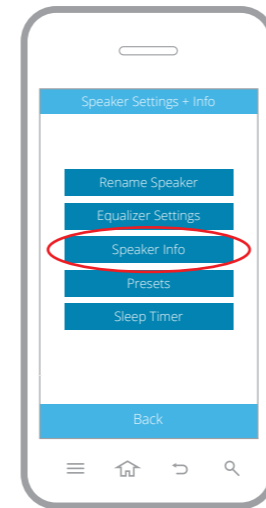 Speaker Settings + Info
Rename Speaker
Equalizer Settings
Speaker Info
Presets
Sleep Timer
Back